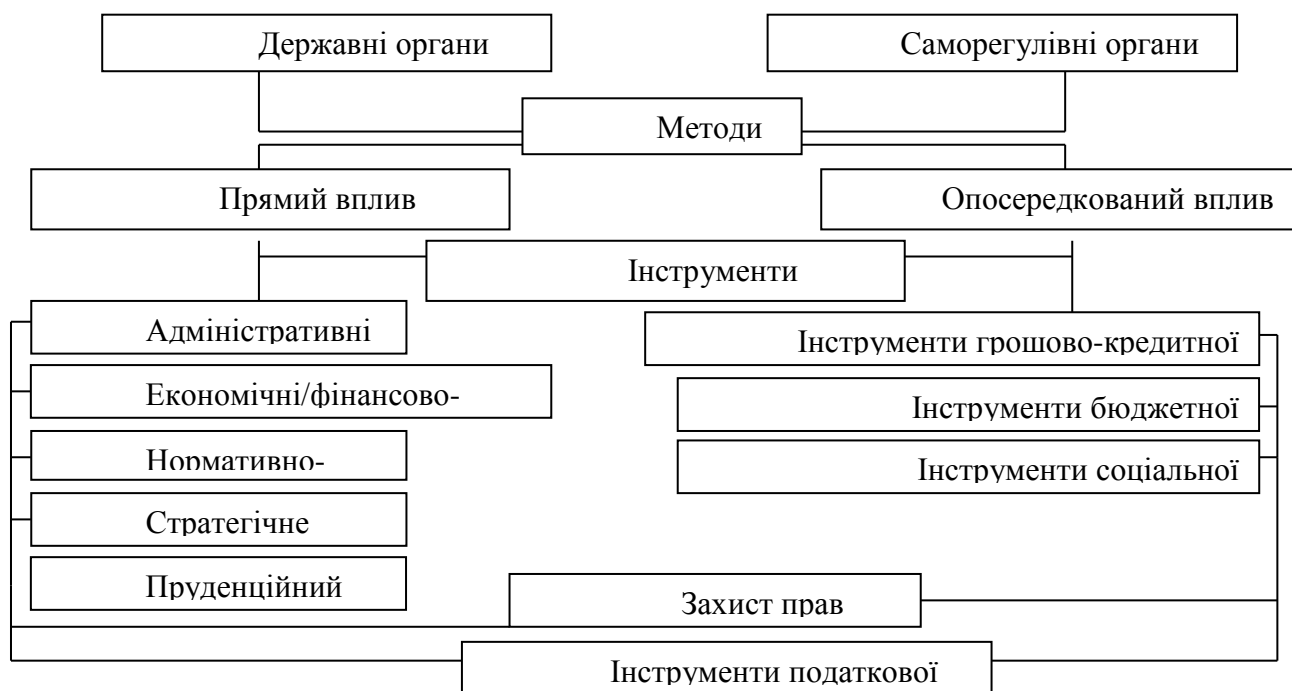 Державні органи
Саморегулівні органи
Методи
Прямий вплив
Опосередкований вплив
Інструменти
Адміністративні
Інструменти грошово-кредитної
Економічні/фінансово-
Інструменти бюджетної
Нормативно-
Інструменти соціальної
Стратегічне
Пруденційний
Захист прав
Інструменти податкової